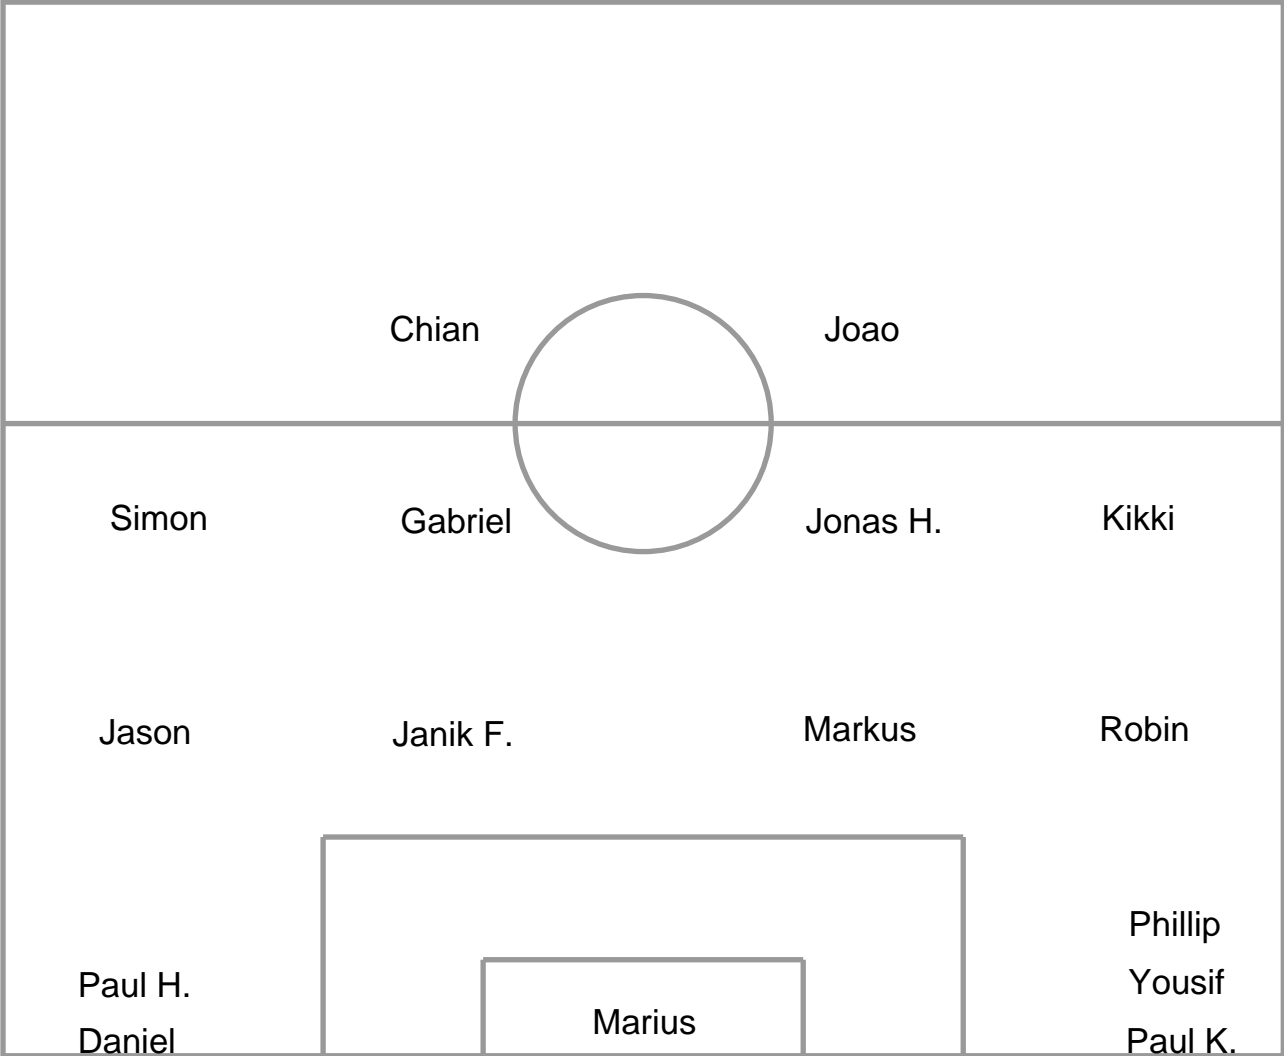 Chian Joao
Simon Gabriel Jonas H. Kikki
Jason Janik F. Markus Robin
Phillip
Paul H. Yousif
Marius
Daniel Paul K.